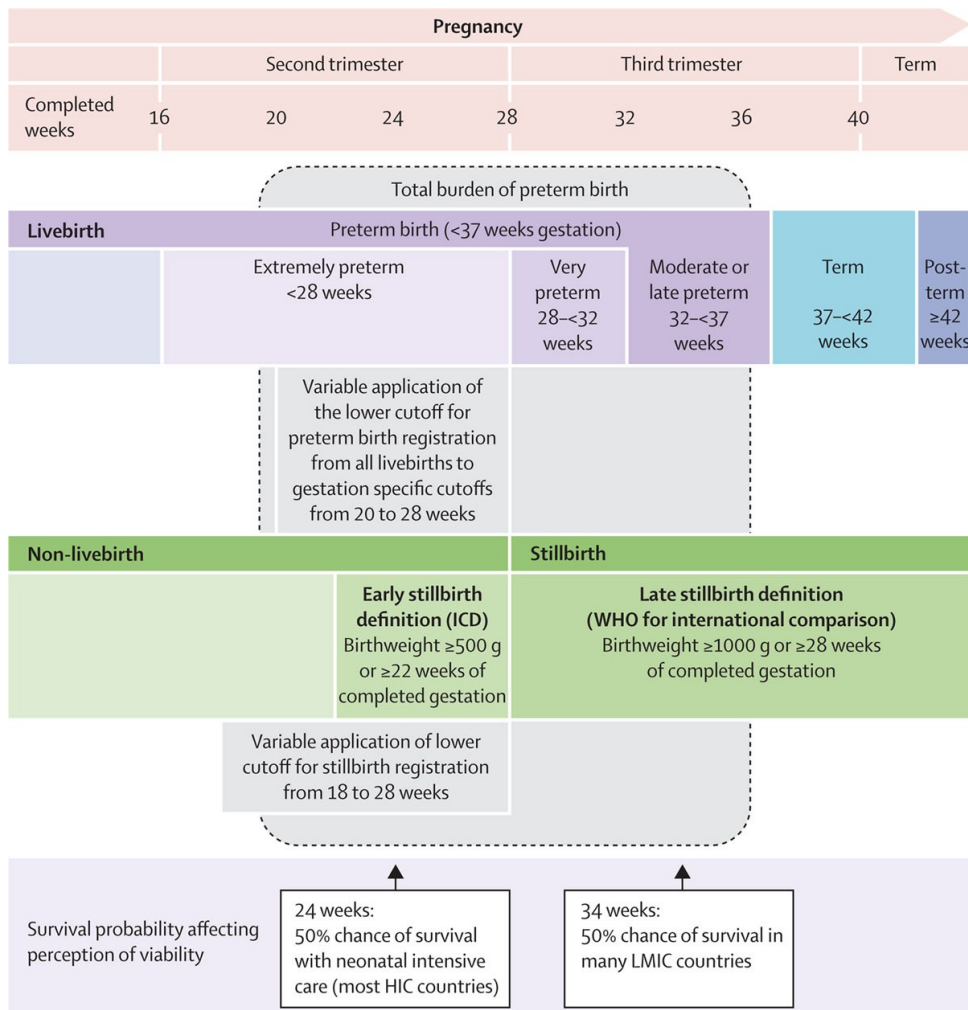 Pregnancy
Second trimester
Third trimester
Term
Completed
weeks
16
20
24
28
32
36
40
Total burden of preterm birth
Livebirth
Preterm birth (<37 weeks gestation)
Extremely preterm
<28 weeks
Very
preterm
28–<32
weeks
Moderate or
late preterm
32–<37
weeks
Term
37–<42
weeks
Post-
term
≥42
weeks
Variable application of
the lower cutoff for
preterm birth registration
from all livebirths to
gestation specific cutoffs
from 20 to 28 weeks
Non-livebirth
Stillbirth
Early stillbirth
definition (ICD)
Birthweight ≥500 g
or ≥22 weeks of
completed gestation
Late stillbirth definition
(WHO for international comparison)
Birthweight ≥1000 g or ≥28 weeks
of completed gestation
Variable application of lower
cutoff for stillbirth registration
from 18 to 28 weeks
Survival probability affecting
perception of viability
24 weeks:
50% chance of survival
with neonatal intensive
care (most HIC countries)
34 weeks:
50% chance of survival in
many LMIC countries